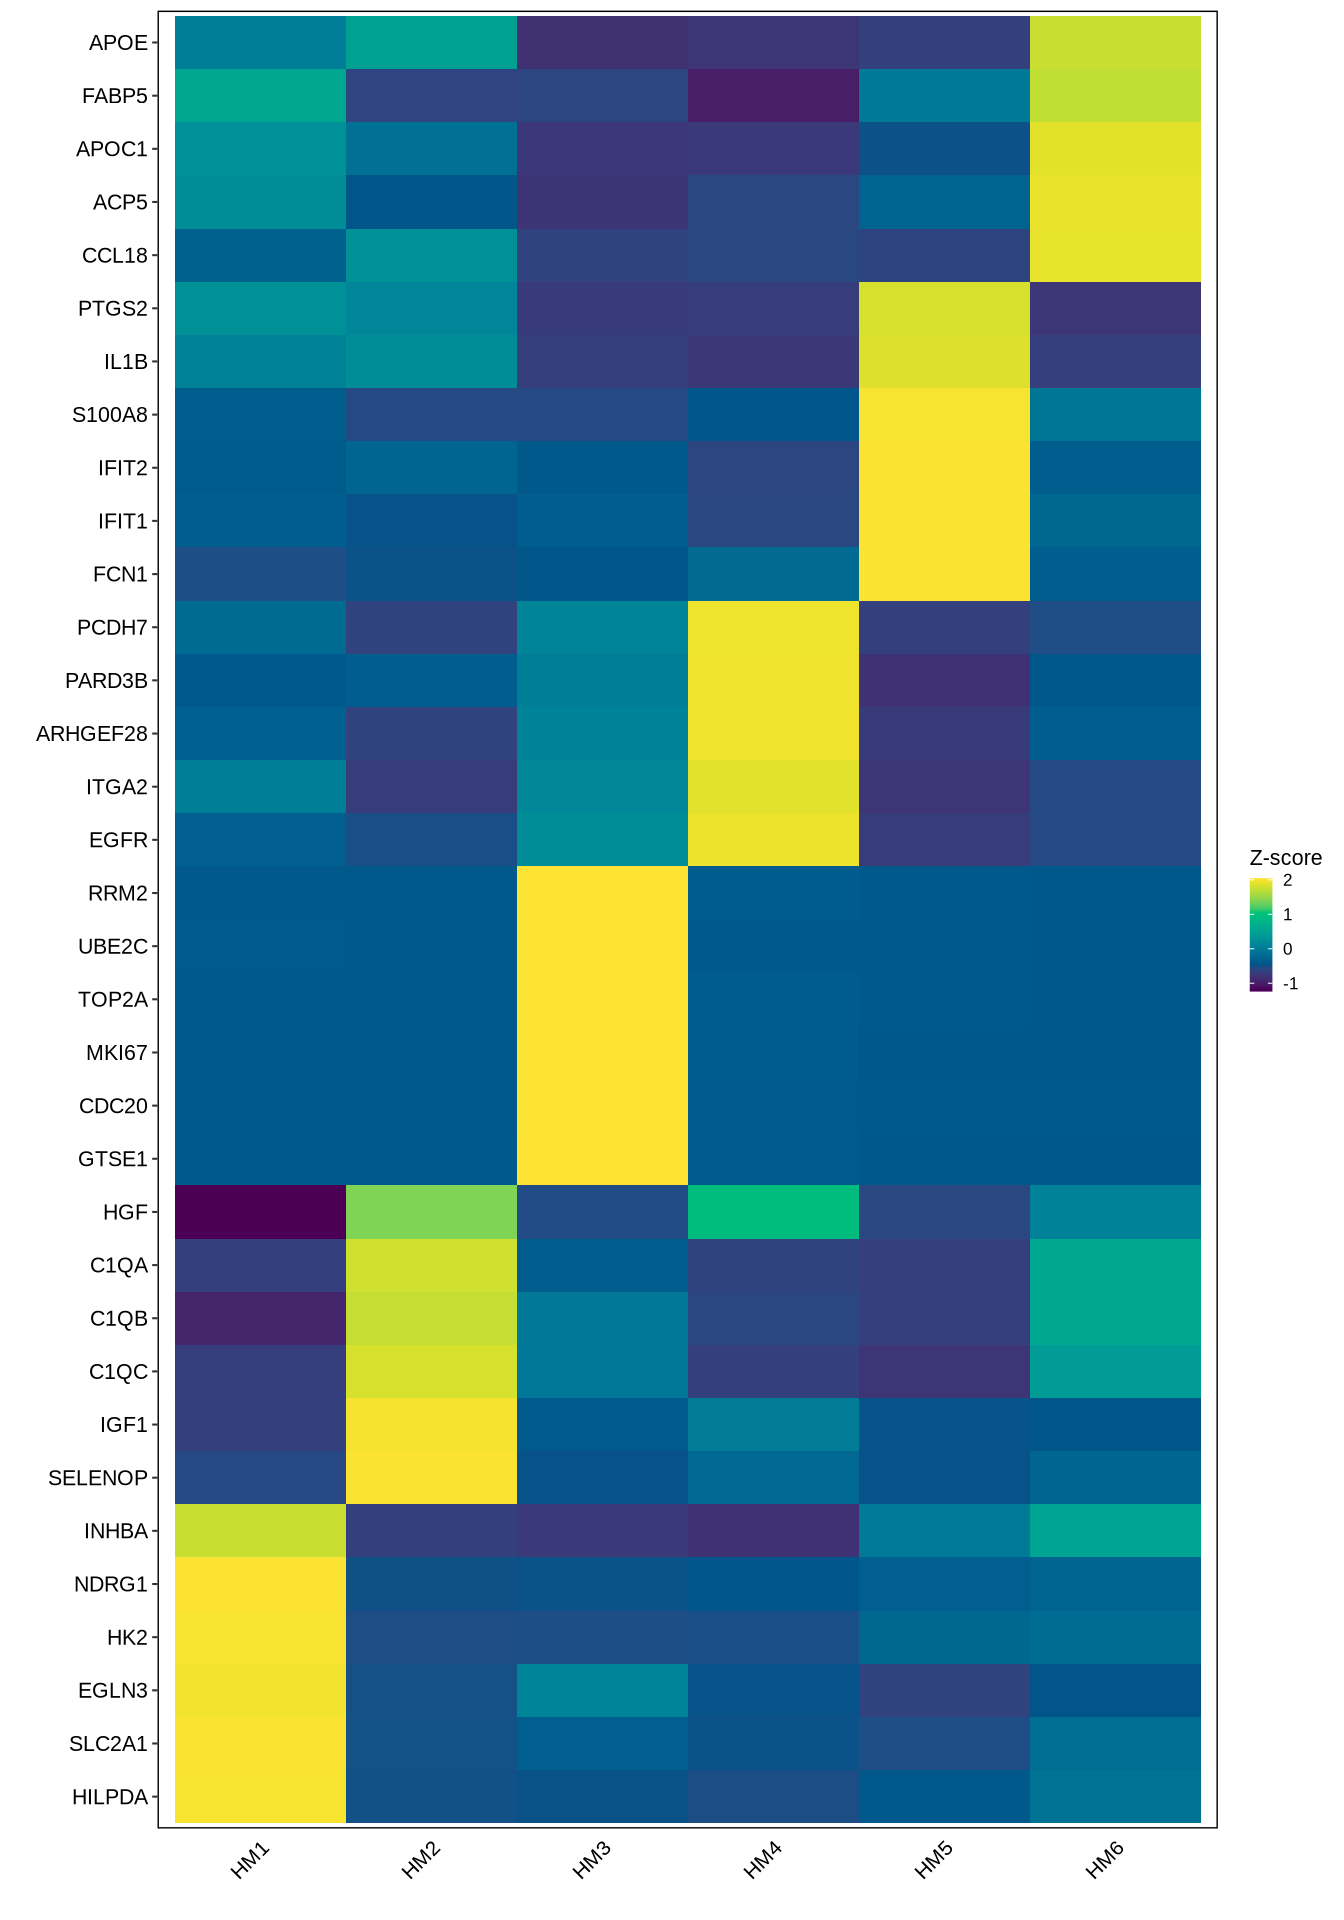 APOE
FABP5
APOC1
ACP5
CCL18
PTGS2
IL1B
S100A8
IFIT2
IFIT1
FCN1
PCDH7
PARD3B
ARHGEF28
ITGA2
EGFR
RRM2
UBE2C
TOP2A
MKI67
CDC20
GTSE1
HGF
C1QA
C1QB
C1QC
IGF1
SELENOP
INHBA
NDRG1
HK2
EGLN3
SLC2A1
HILPDA
HM1 HM2 HM3 HM4 HM5 HM6
Z-score
2
1
0
-1